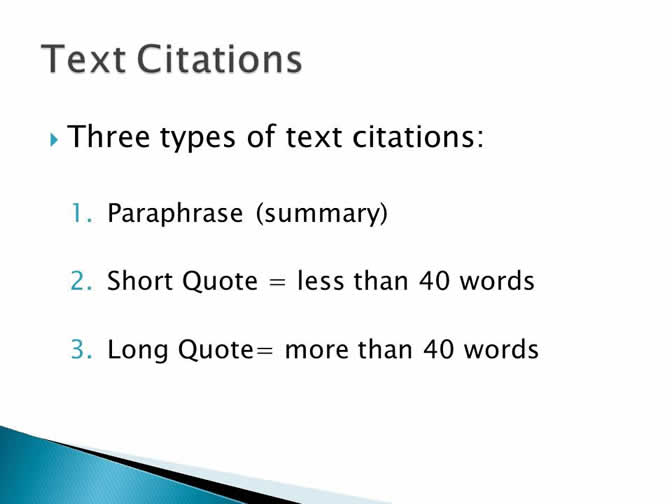 Text Citations
Three types of text citations:
1. Paraphrase (summary)
2. Short Quote = less than 40 words
3. Long Quote= more than 40 words